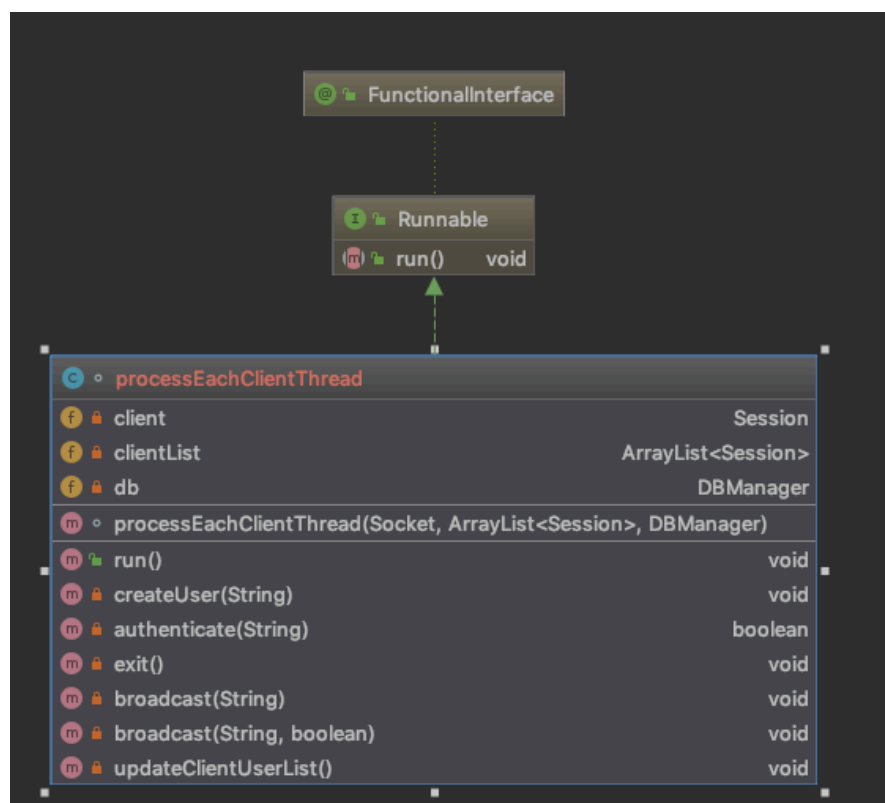 FunctionalInterface
Runnable
run() void
processEachClientThread
client Session
clientList ArrayList<Session>
db DBManager
processEachClientThread(Socket, ArrayList<Session>, DBManager)
run() void
createUser(String) void
authenticate(String) boolean
exit() void
broadcast(String) void
broadcast(String, boolean) void
updateClientUserList() void